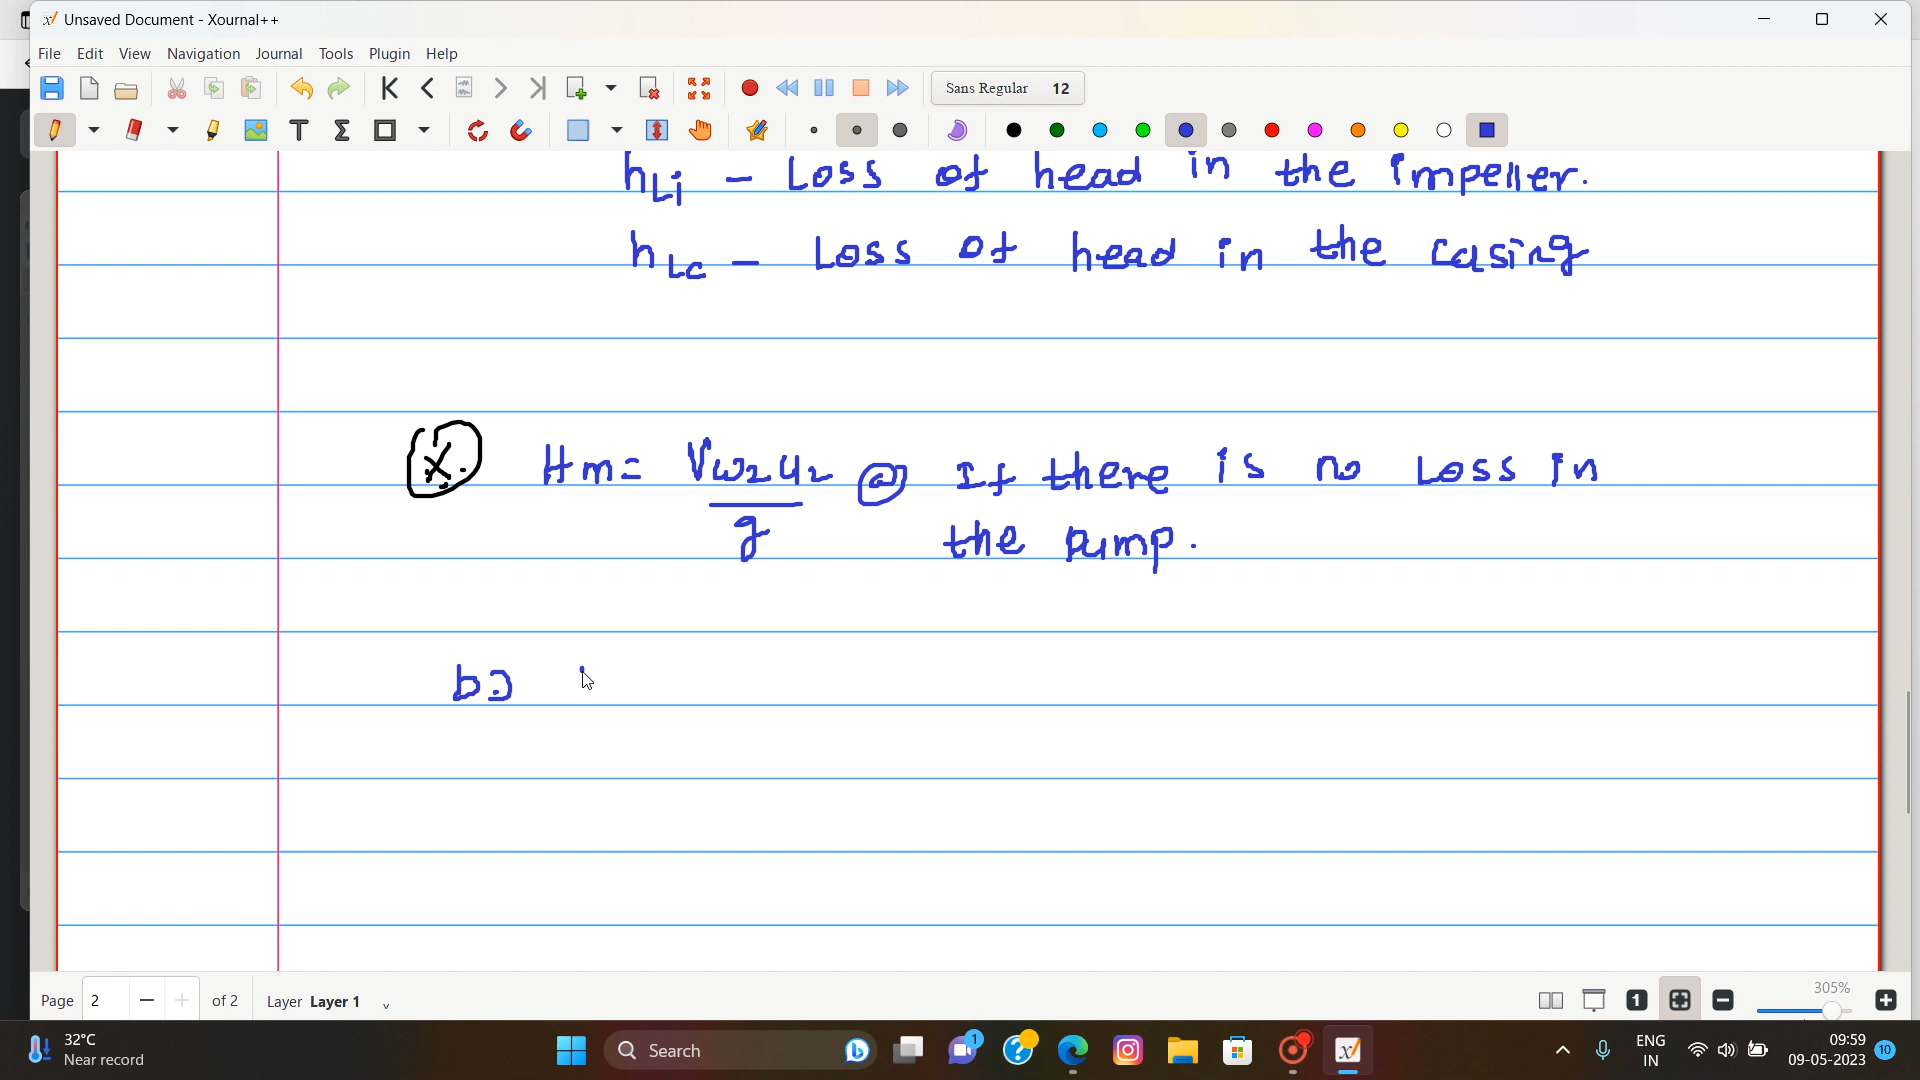 Unsaved Document - Xournal++
File Edit View Navigation Journal Tools Plugin Help
Sans Regular 12
hLi - Loss of head in the impeller.
hLc - Loss of head in the casing
X. Hm = Vw2u2 @ If there is no Loss in
g the pump.
b.)
Page 2 of 2 Layer Layer 1
305%
32°C
Near record
Search
1
ENG
IN
09:59
09-05-2023
10